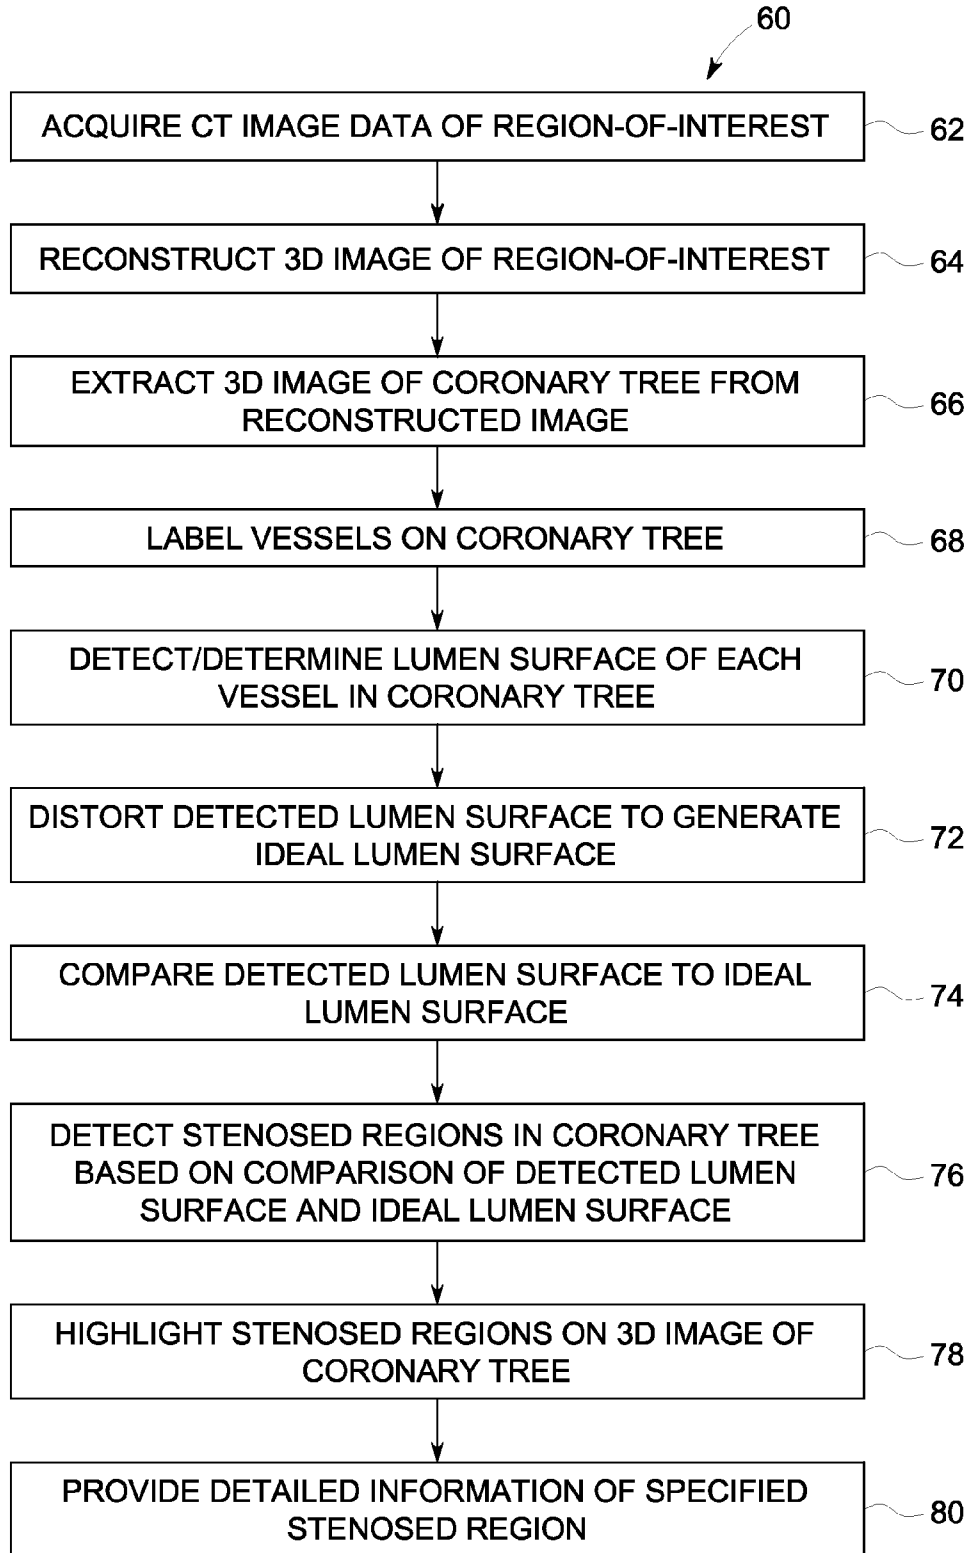 60
ACQUIRE CT IMAGE DATA OF REGION-OF-INTEREST
62
RECONSTRUCT 3D IMAGE OF REGION-OF-INTEREST
64
EXTRACT 3D IMAGE OF CORONARY TREE FROM
RECONSTRUCTED IMAGE
66
LABEL VESSELS ON CORONARY TREE
68
DETECT/DETERMINE LUMEN SURFACE OF EACH
VESSEL IN CORONARY TREE
70
DISTORT DETECTED LUMEN SURFACE TO GENERATE
IDEAL LUMEN SURFACE
72
COMPARE DETECTED LUMEN SURFACE TO IDEAL
LUMEN SURFACE
74
DETECT STENOSED REGIONS IN CORONARY TREE
BASED ON COMPARISON OF DETECTED LUMEN
SURFACE AND IDEAL LUMEN SURFACE
76
HIGHLIGHT STENOSED REGIONS ON 3D IMAGE OF
CORONARY TREE
78
PROVIDE DETAILED INFORMATION OF SPECIFIED
STENOSED REGION
80